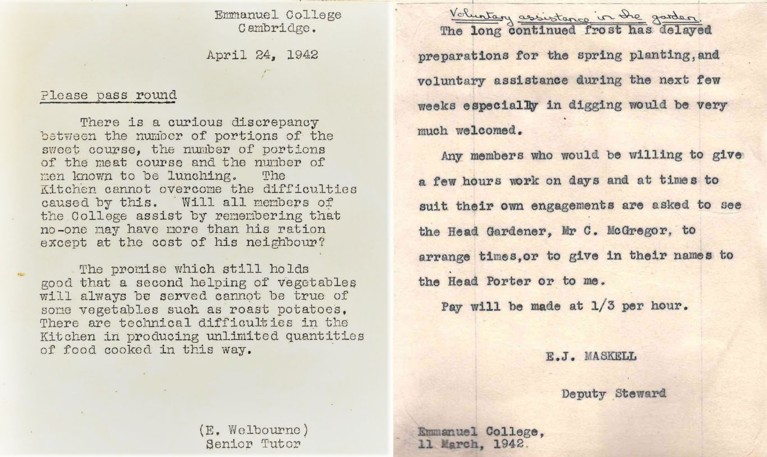 Emmanuel College
Cambridge.
April 24, 1942
Please pass round
There is a curious discrepancy
between the number of portions of the
sweet course, the number of portions
of the meat course and the number of
men known to be lunching. The
Kitchen cannot overcome the difficulties
caused by this. Will all members of
the College assist by remembering that
no-one may have more than his ration
except at the cost of his neighbour?
The promise which still holds
good that a second helping of vegetables
will always be served cannot be true of
some vegetables such as roast potatoes.
There are technical difficulties in the
Kitchen in producing unlimited quantities
of food cooked in this way.
(E. Welbourne)
Senior Tutor
Voluntary assistance in the garden.
The long continued frost has delayed
preparations for the spring planting,and
voluntary assistance during the next few
weeks especially in digging would be very
much welcomed.
Any members who would be willing to give
a few hours work on days and at times to
suit their own engagements are asked to see
the Head Gardener, Mr C. McGregor, to
arrange times,or to give in their names to
the Head Porter or to me.
Pay will be made at 1/3 per hour.
E.J. MASKELL
Deputy Steward
Emmanuel College,
11 March, 1942.